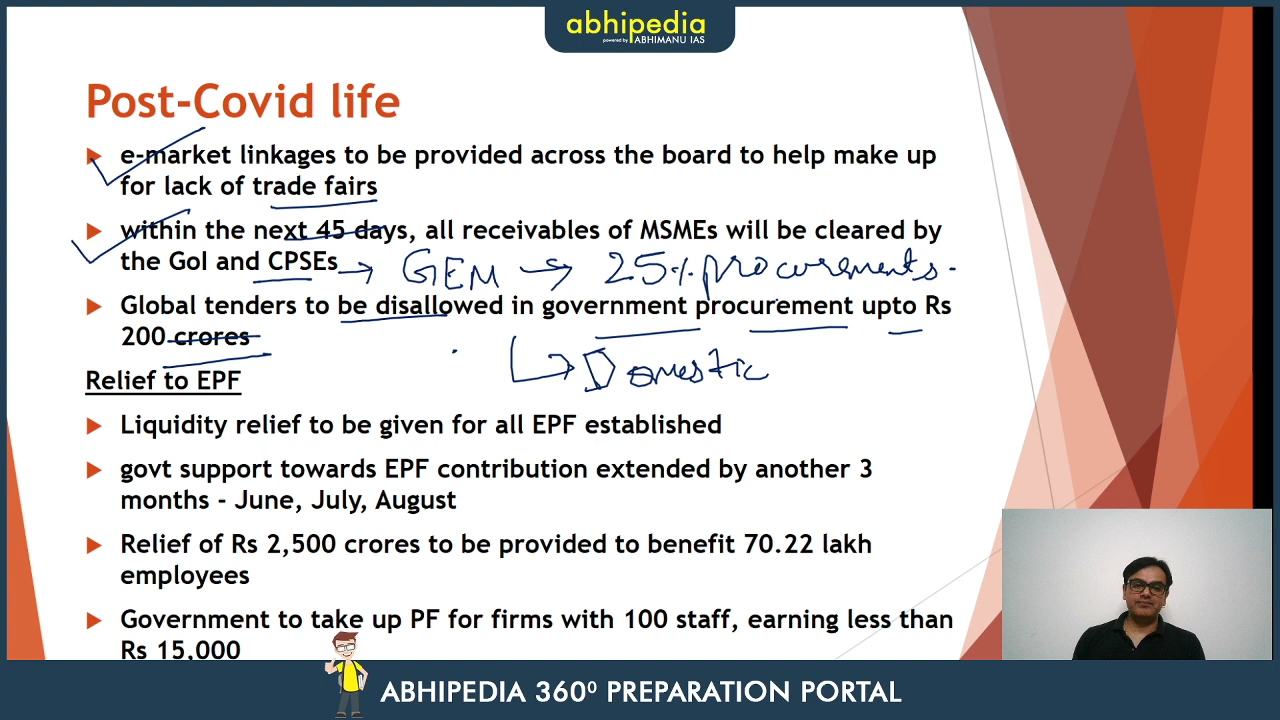 abhipedia
powered by ABHIMANU IAS
Post-Covid life
e-market linkages to be provided across the board to help make up
for lack of trade fairs
within the next 45 days, all receivables of MSMEs will be cleared by
the GoI and CPSEs → GEM → 25% procurements.
Global tenders to be disallowed in government procurement upto Rs
200 crores
Domestic
Relief to EPF
Liquidity relief to be given for all EPF established
govt support towards EPF contribution extended by another 3
months - June, July, August
Relief of Rs 2,500 crores to be provided to benefit 70.22 lakh
employees
Government to take up PF for firms with 100 staff, earning less than
Rs 15,000
ABHIPEDIA 360⁰ PREPARATION PORTAL